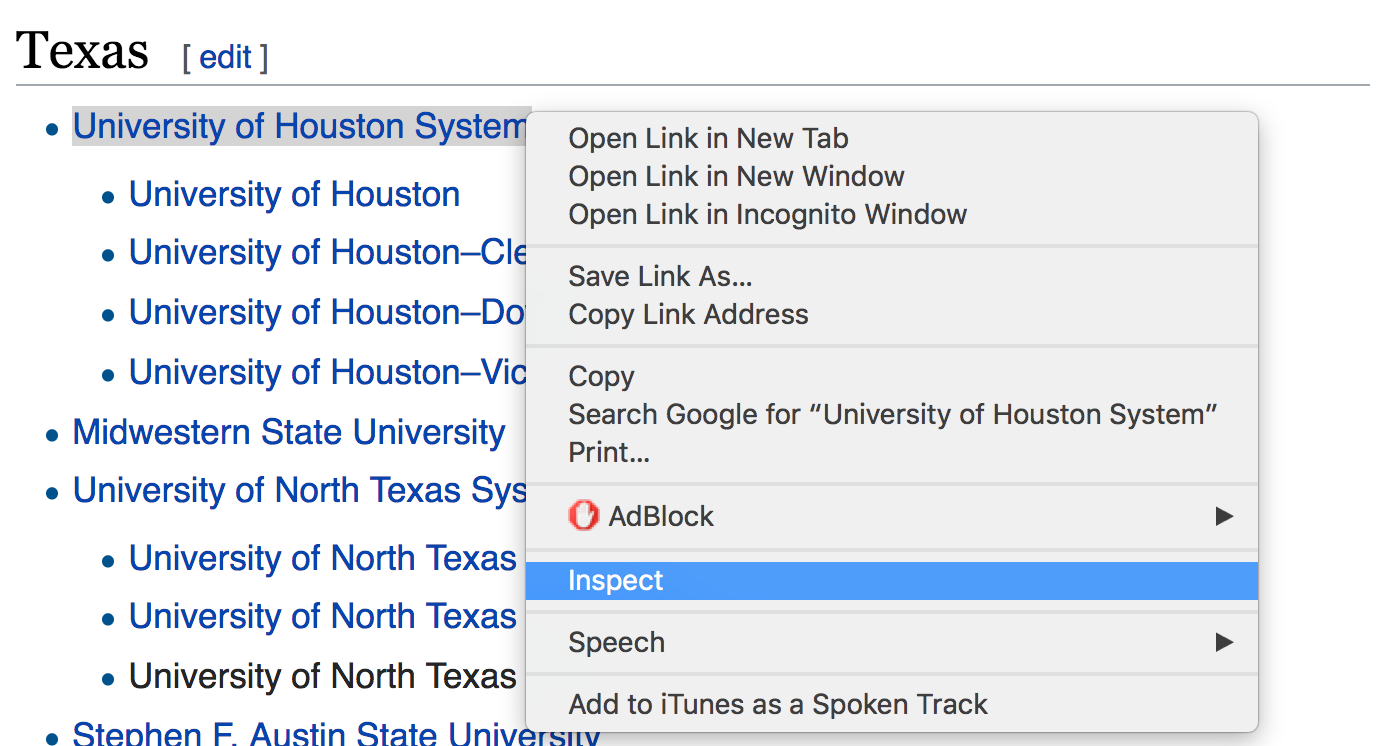 Texas [ edit ]
University of Houston System
University of Houston
University of Houston–Cle
University of Houston–Do
University of Houston–Vic
Midwestern State University
University of North Texas Sys
University of North Texas
University of North Texas
University of North Texas
Stephen F. Austin State University
Open Link in New Tab
Open Link in New Window
Open Link in Incognito Window
Save Link As...
Copy Link Address
Copy
Search Google for “University of Houston System”
Print...
AdBlock
Inspect
Speech
Add to iTunes as a Spoken Track